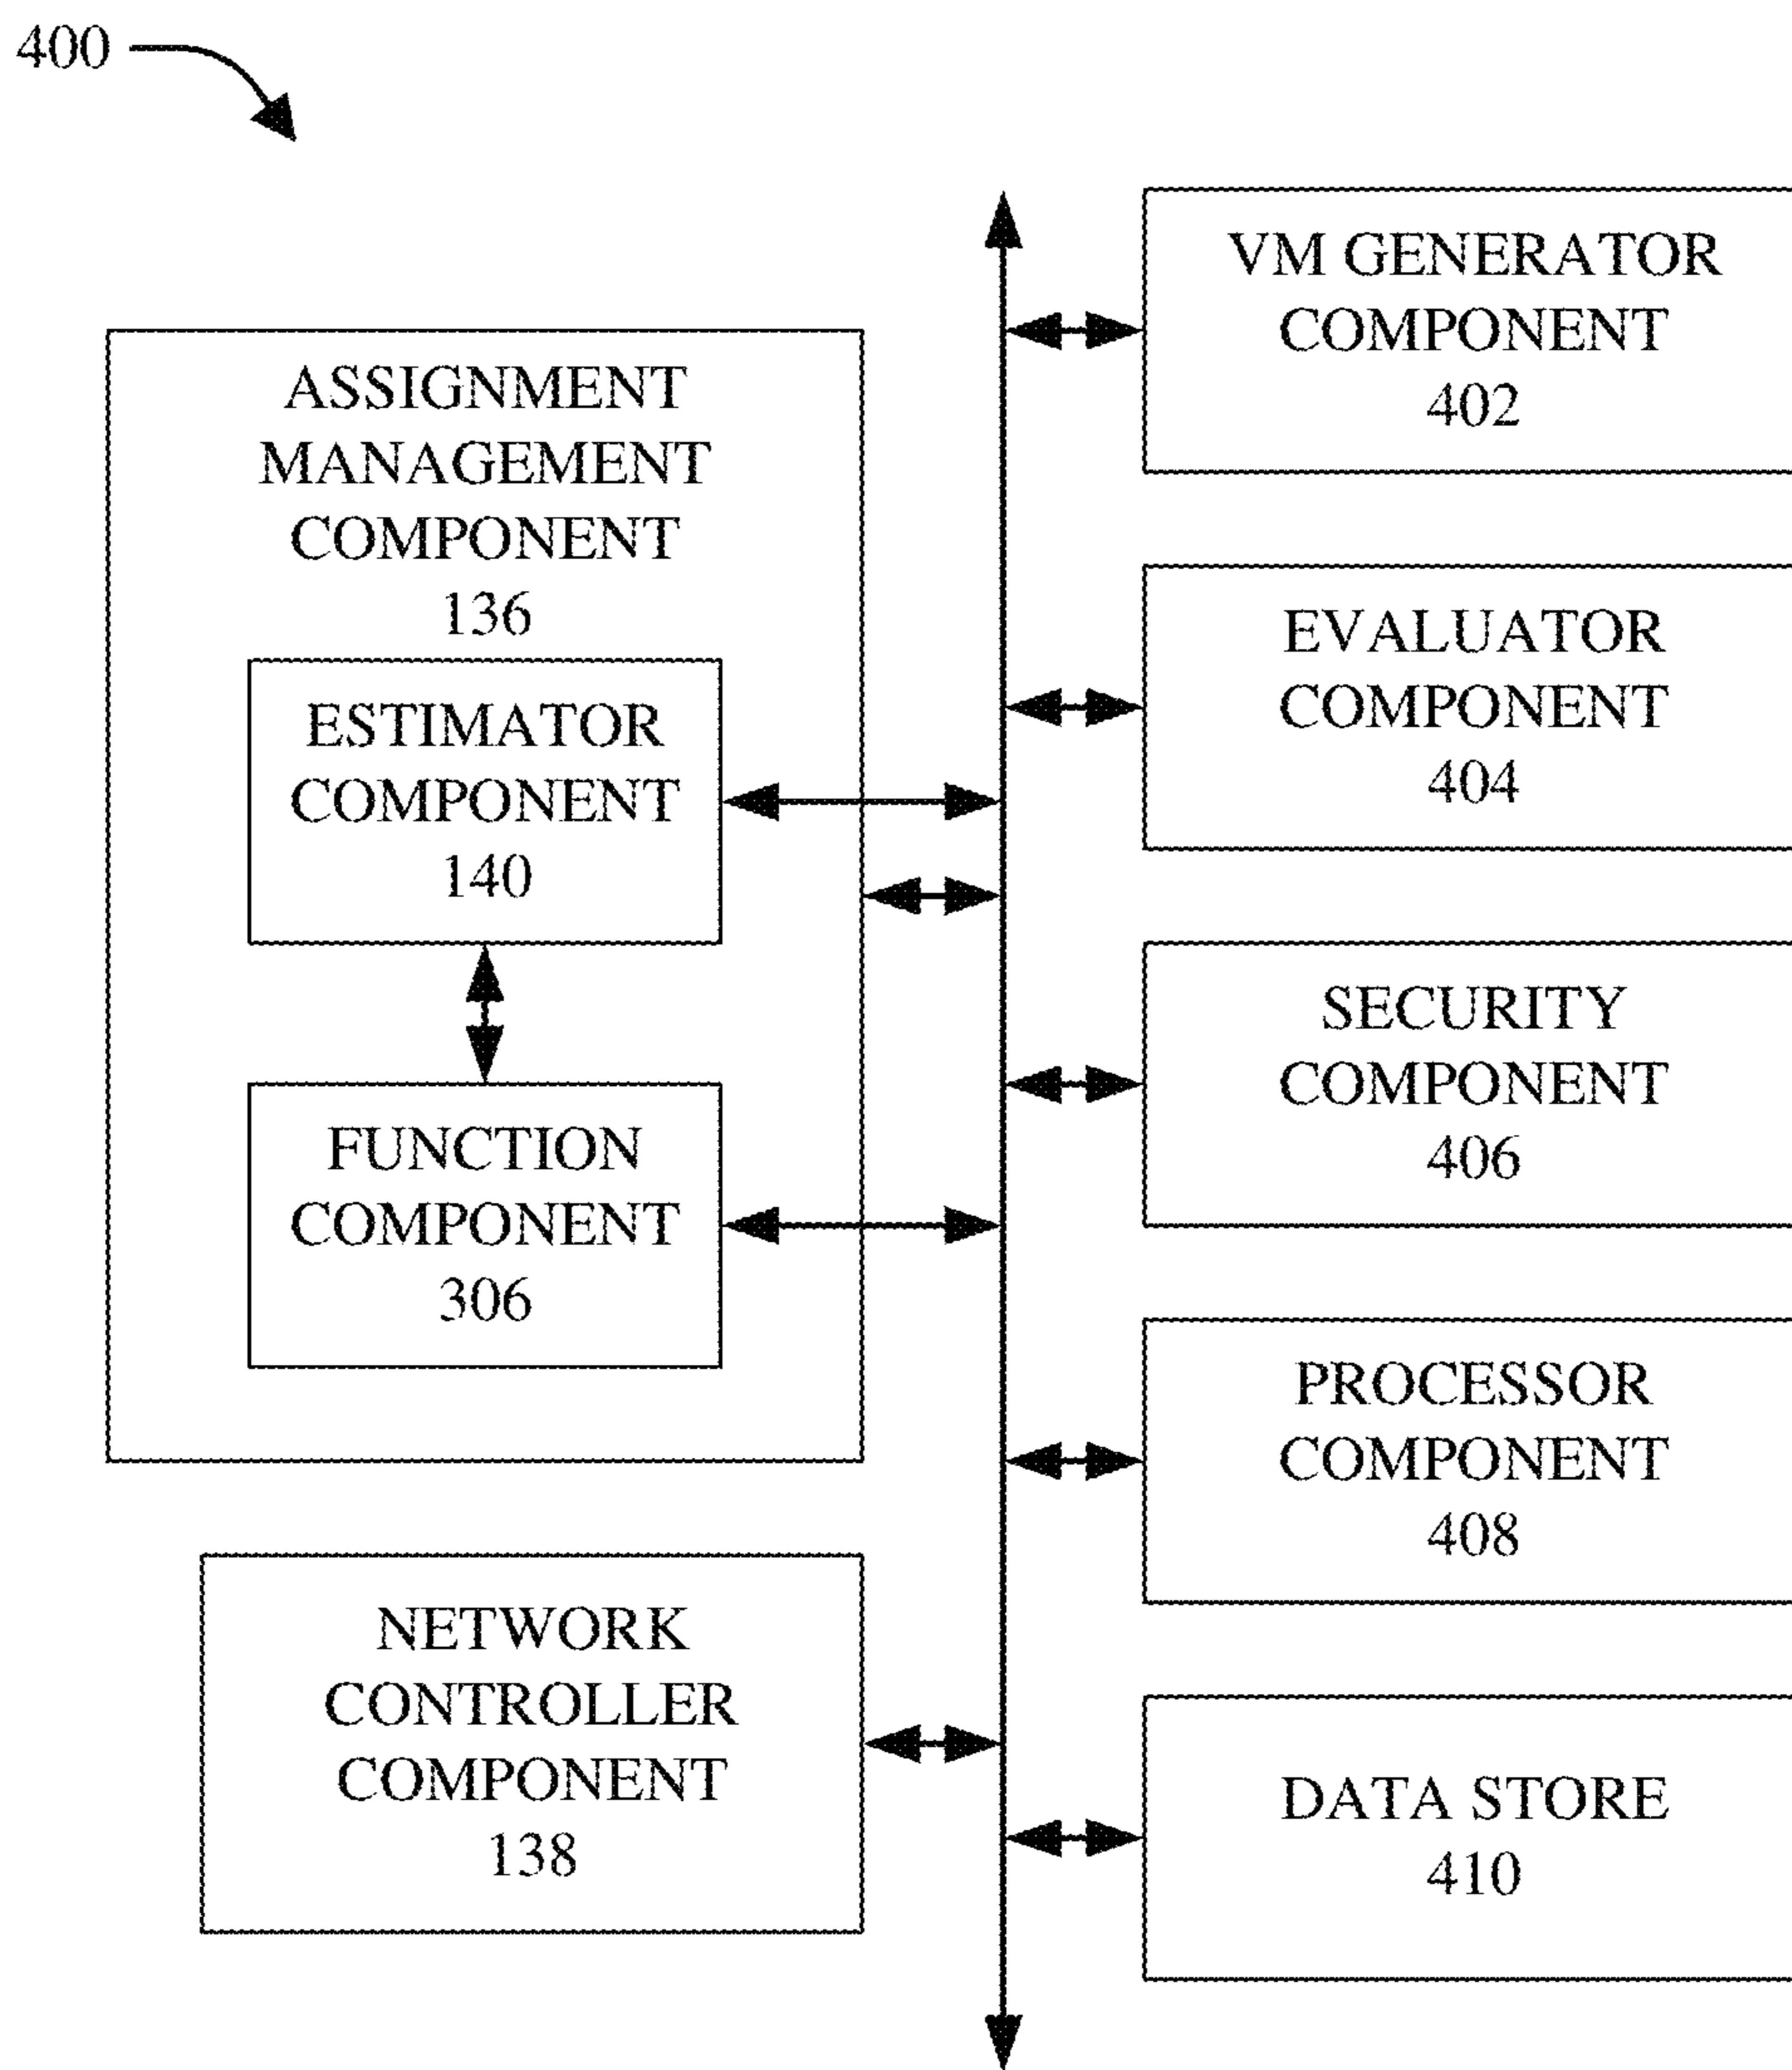 400
ASSIGNMENT
MANAGEMENT
COMPONENT
136
ESTIMATOR
COMPONENT
140
FUNCTION
COMPONENT
306
NETWORK
CONTROLLER
COMPONENT
138
VM GENERATOR
COMPONENT
402
EVALUATOR
COMPONENT
404
SECURITY
COMPONENT
406
PROCESSOR
COMPONENT
408
DATA STORE
410